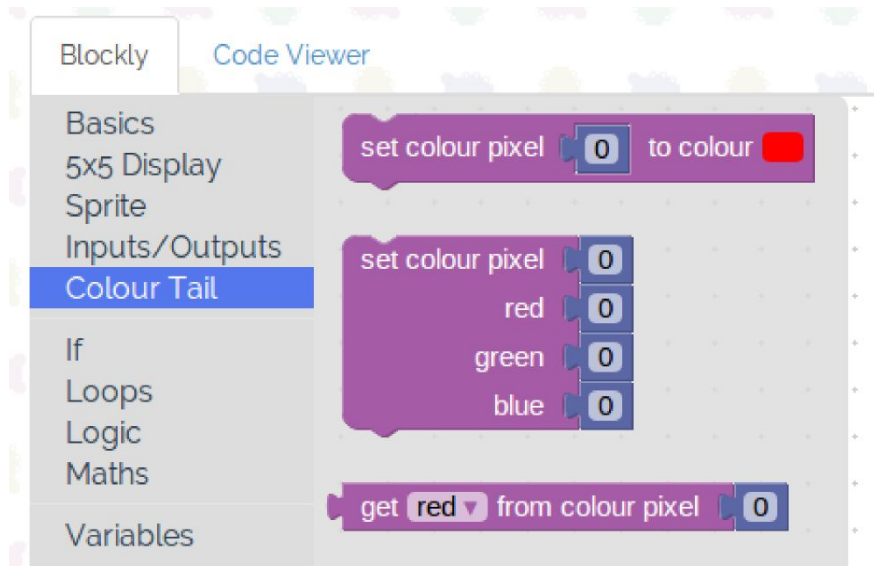 Blockly Code Viewer
Basics
5x5 Display
Sprite
Inputs/Outputs
Colour Tail
If
Loops
Logic
Maths
Variables
set colour pixel 0 to colour
set colour pixel 0
red 0
green 0
blue 0
get red from colour pixel 0